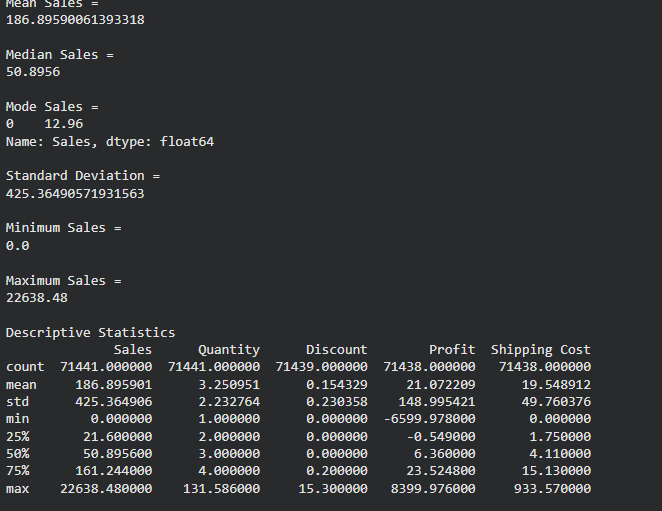 Mean Sales =
186.89590061393318
Median Sales =
50.8956
Mode Sales =
0    12.96
Name: Sales, dtype: float64
Standard Deviation =
425.36490571931563
Minimum Sales =
0.0
Maximum Sales =
22638.48
Descriptive Statistics
Sales Quantity Discount Profit Shipping Cost
count 71441.000000 71441.000000 71439.000000 71438.000000 71438.000000
mean 186.895901 3.250951 0.154329 21.072209 19.548912
std 425.364906 2.232764 0.230358 148.995421 49.760376
min 0.000000 1.000000 0.000000 -6599.978000 0.000000
25% 21.600000 2.000000 0.000000 -0.549000 1.750000
50% 50.895600 3.000000 0.000000 6.360000 4.110000
75% 161.244000 4.000000 0.200000 23.524800 15.130000
max 22638.480000 131.586000 15.300000 8399.976000 933.570000